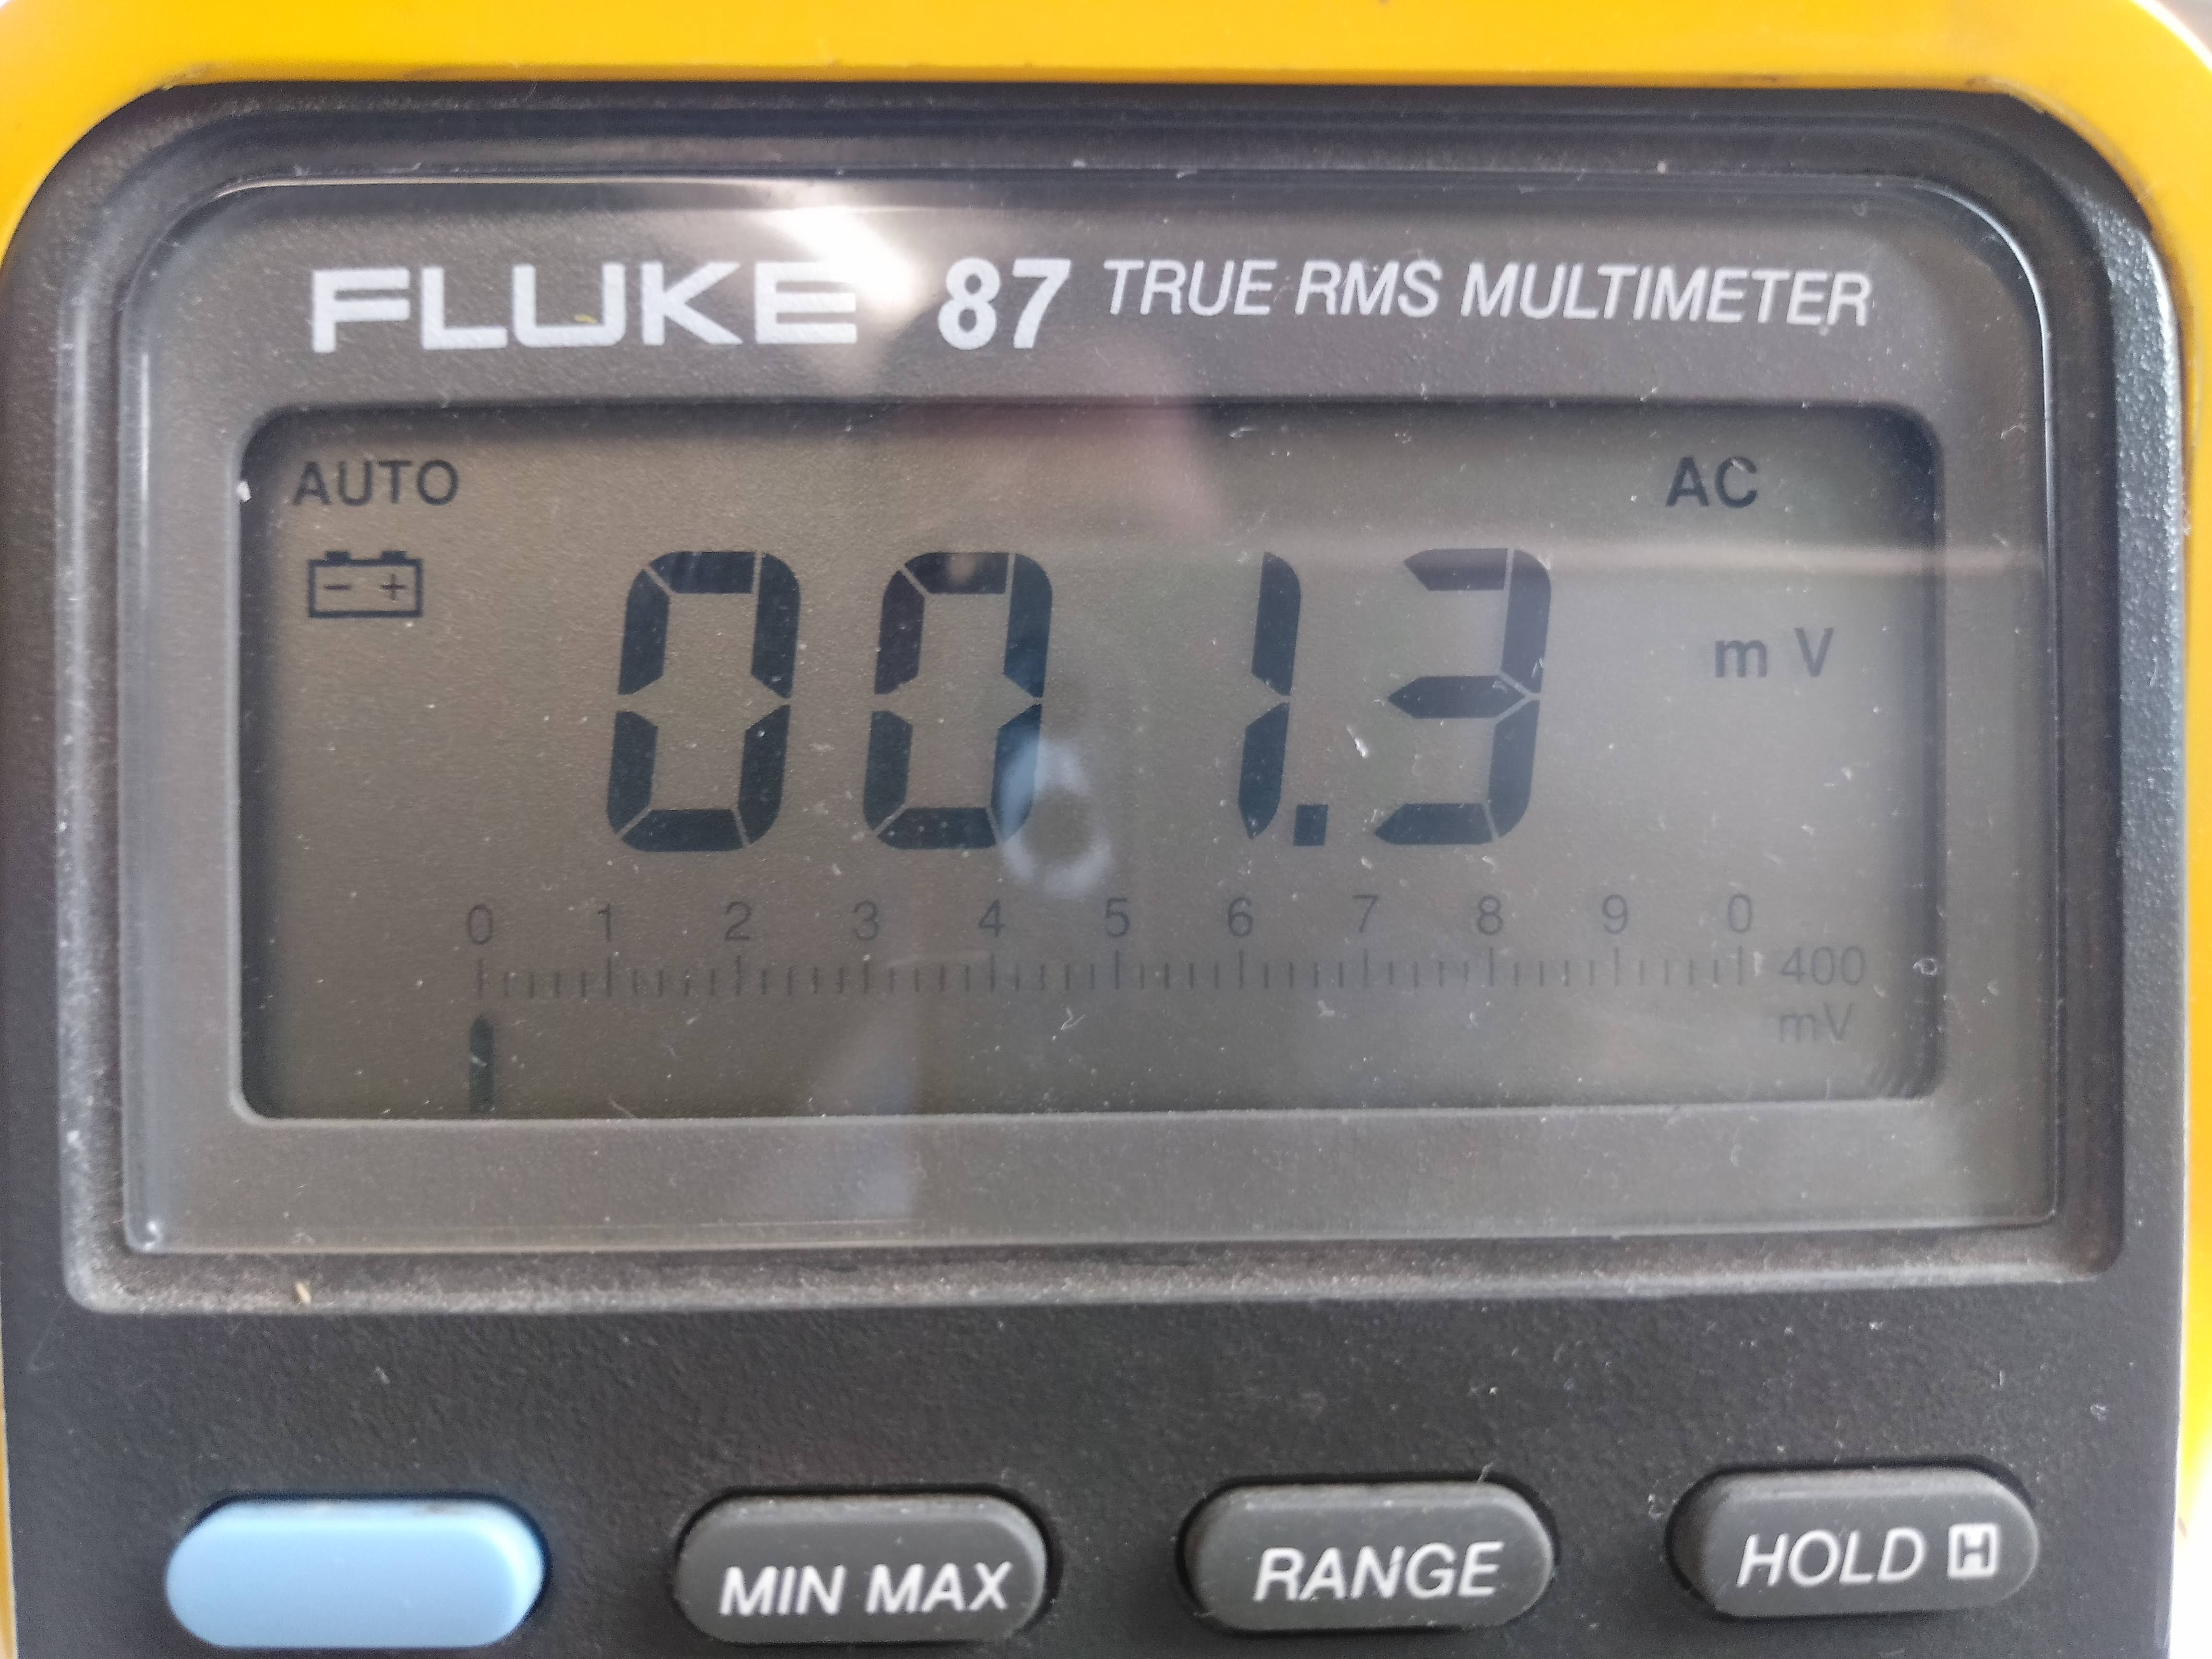 FLUKE 87 TRUE RMS MULTIMETER
AUTO AC
- +
001.3 mV
0 1 2 3 4 5 6 7 8 9 0
400
mV
MIN MAX RANGE HOLD H